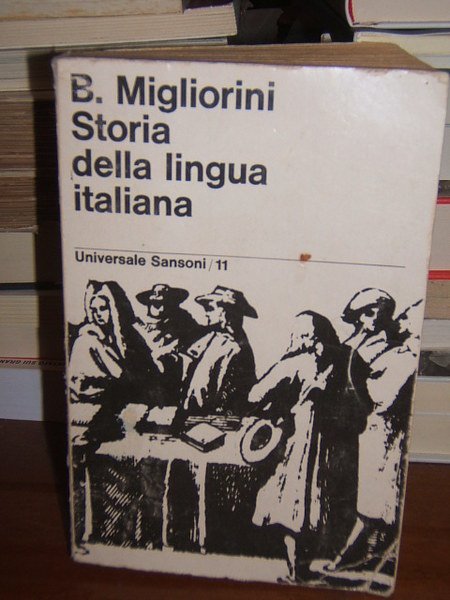 B. Migliorini
Storia
della lingua
italiana
Universale Sansoni/11